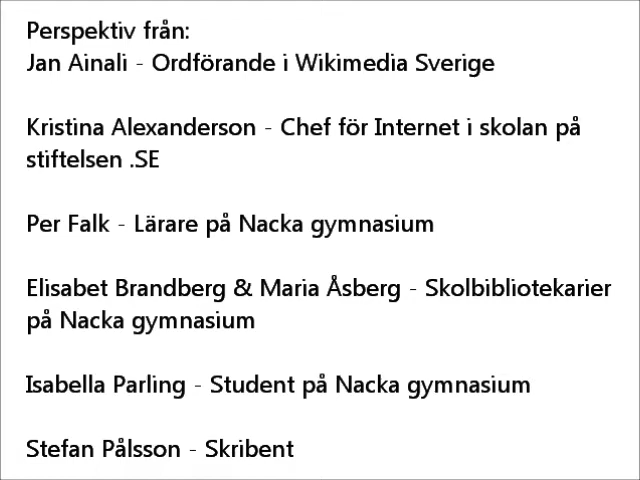 Perspektiv från:
Jan Ainali - Ordförande i Wikimedia Sverige
Kristina Alexanderson - Chef för Internet i skolan på
stiftelsen .SE
Per Falk - Lärare på Nacka gymnasium
Elisabet Brandberg & Maria Åsberg - Skolbibliotekarier
på Nacka gymnasium
Isabella Parling - Student på Nacka gymnasium
Stefan Pålsson - Skribent